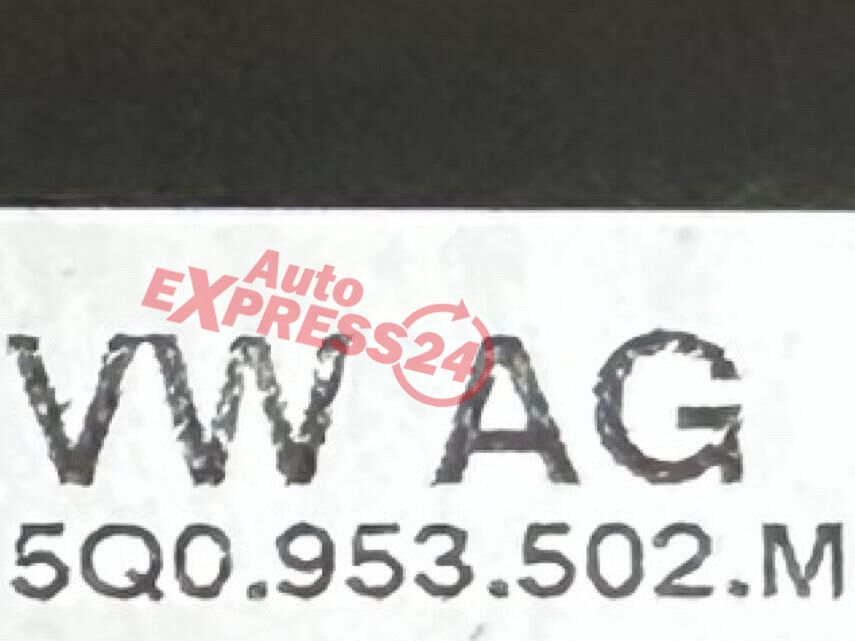 Auto
EXPRESS24
VW AG
5Q0.953.502.M